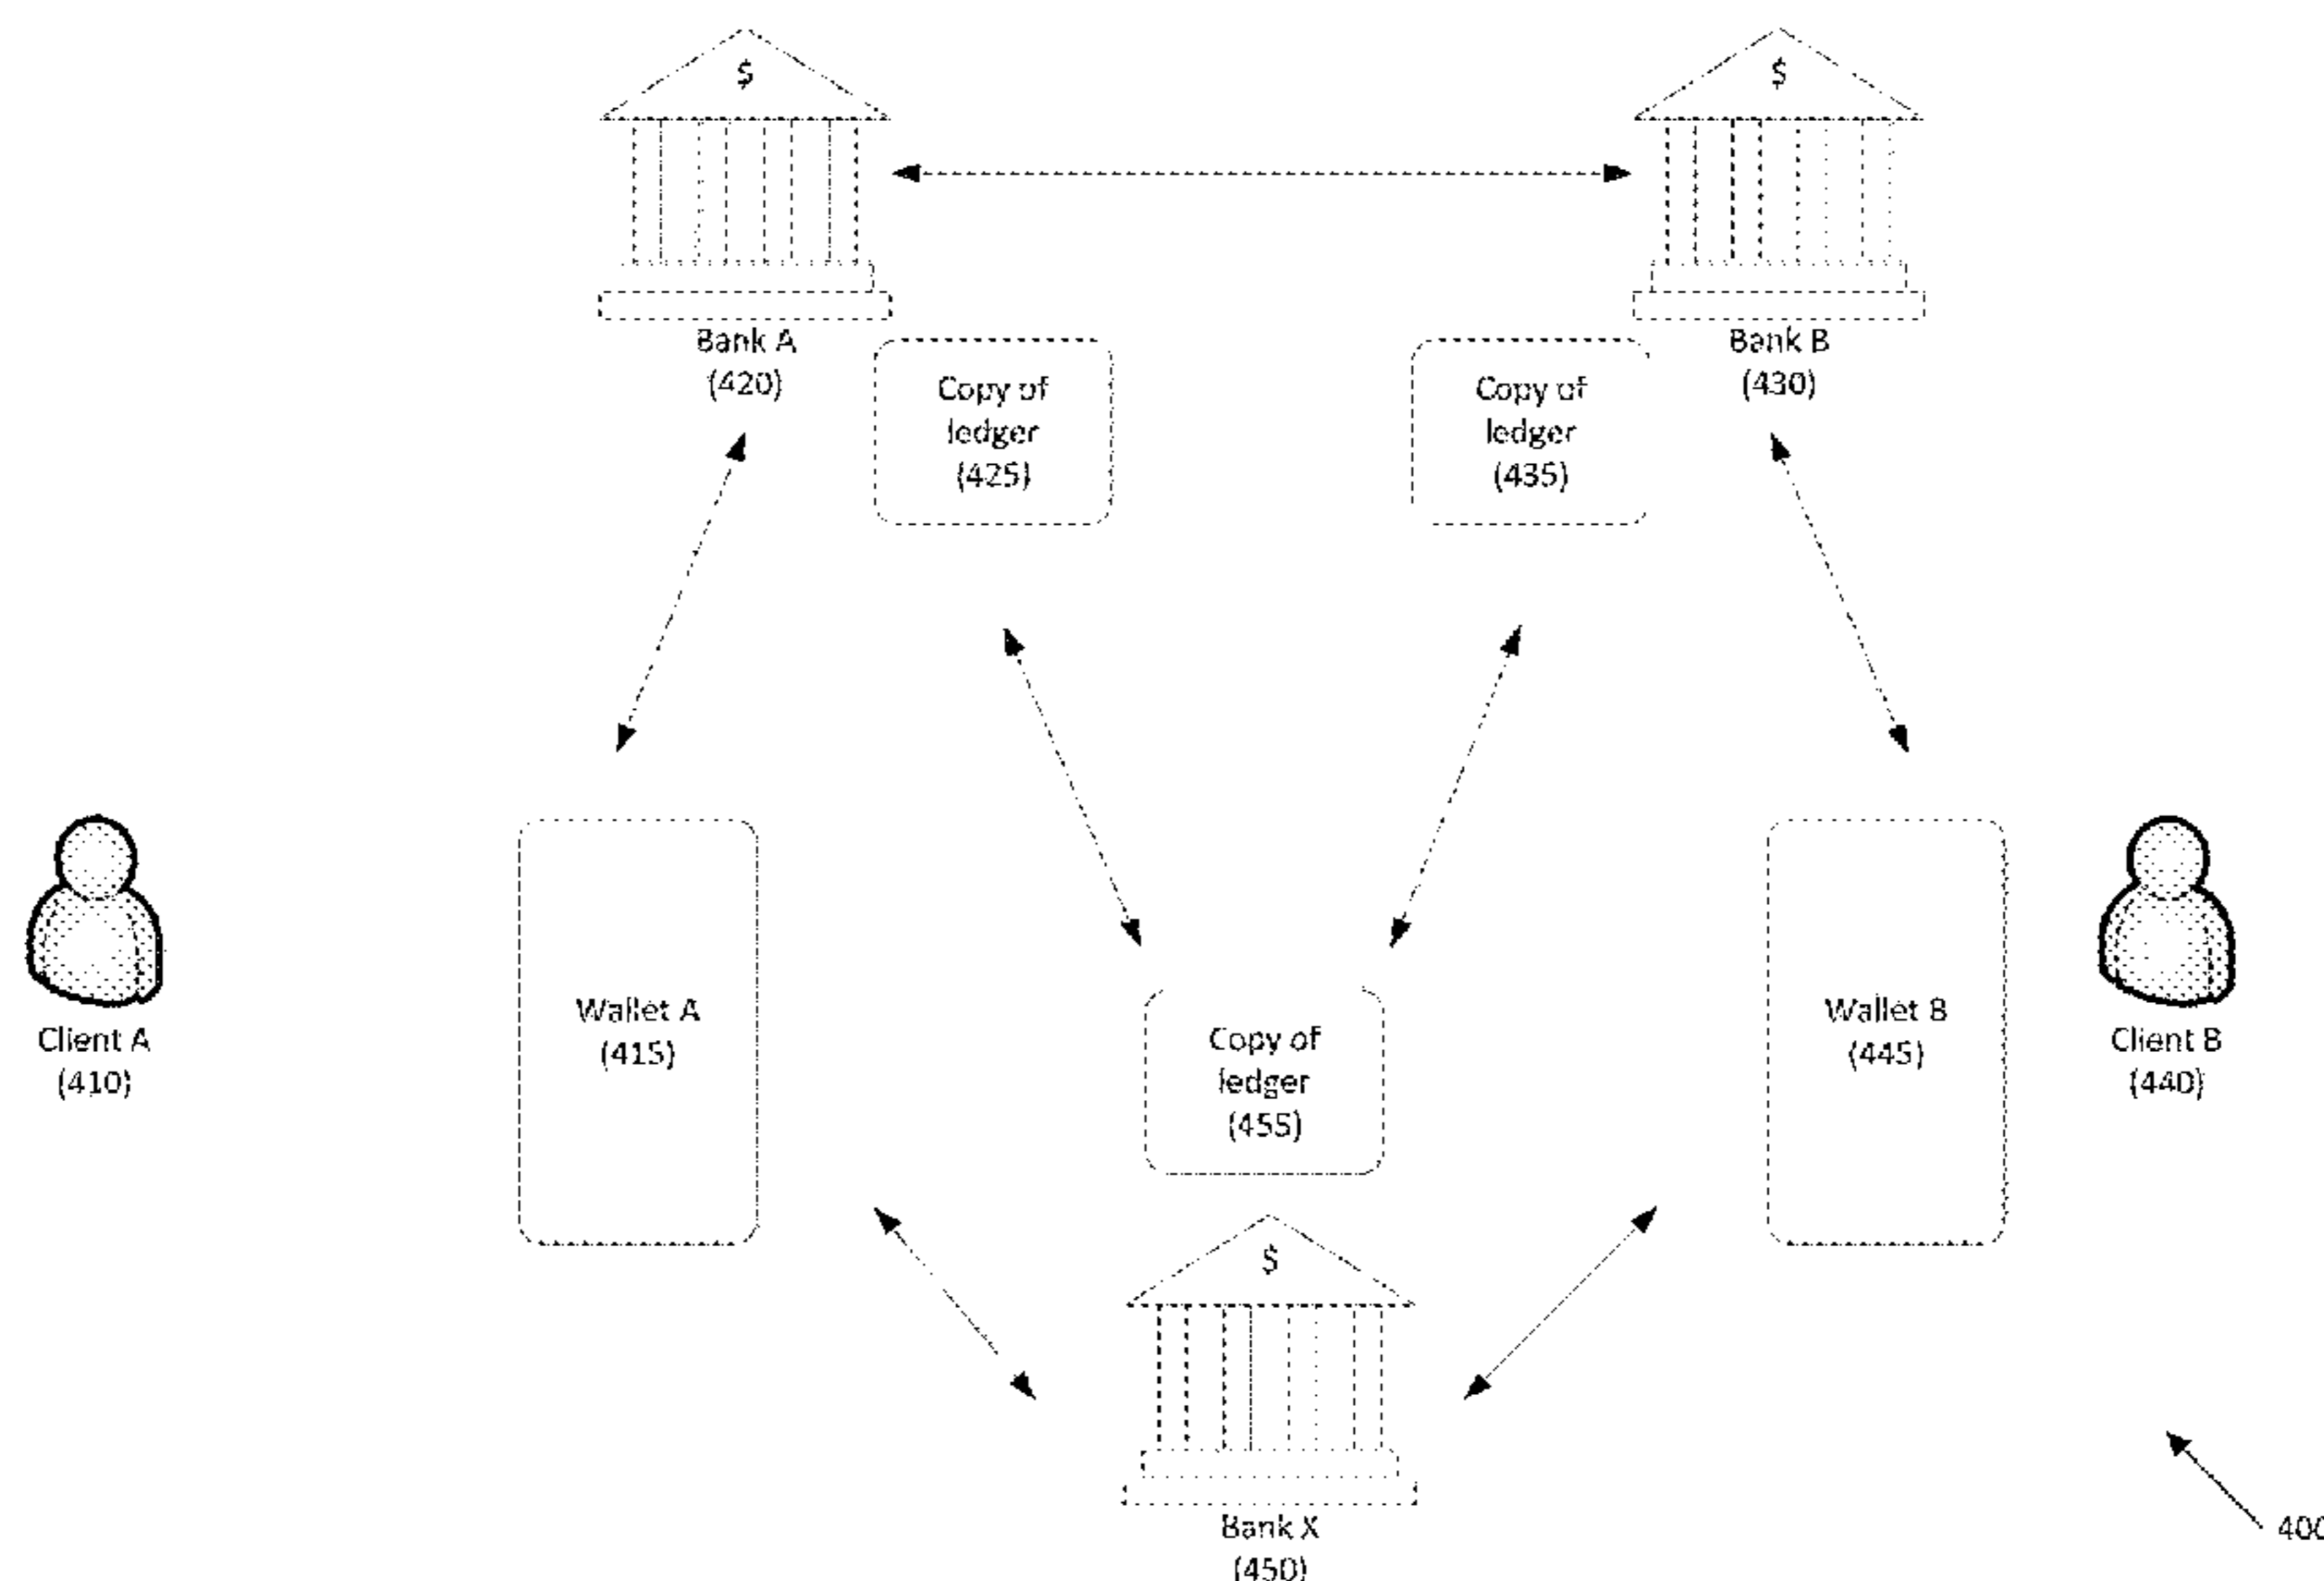 $
$
Bank A
(420)
Bank B
(430)
Copy of
ledger
(425)
Copy of
ledger
(435)
Client A
(410)
Wallet A
(415)
Copy of
ledger
(455)
Wallet B
(445)
Client B
(440)
$
Bank X
(450)
400